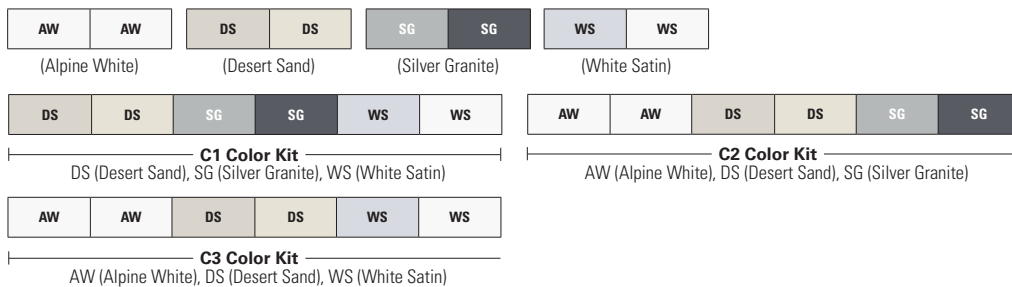 AW AW DS DS SG SG WS WS
(Alpine White) (Desert Sand) (Silver Granite) (White Satin)
DS DS SG SG WS WS
C1 Color Kit
DS (Desert Sand), SG (Silver Granite), WS (White Satin)
AW AW DS DS SG SG
C2 Color Kit
AW (Alpine White), DS (Desert Sand), SG (Silver Granite)
AW AW DS DS WS WS
C3 Color Kit
AW (Alpine White), DS (Desert Sand), WS (White Satin)